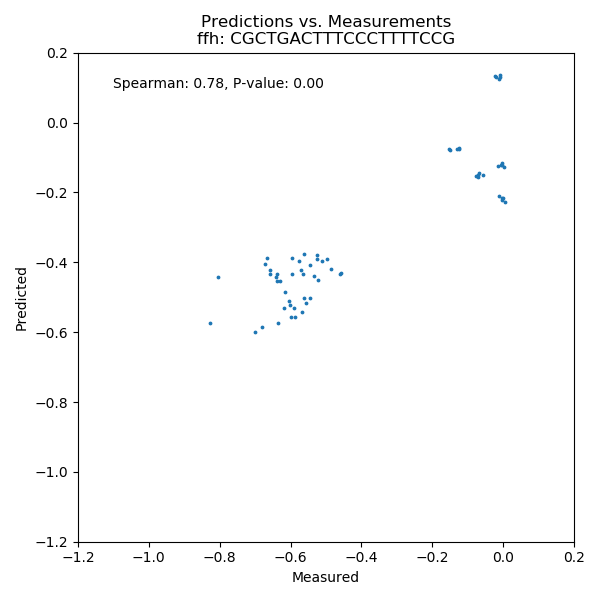 Predictions vs. Measurements
ffh: CGCTGACTTTCCCTTTTCCG
Spearman: 0.78, P-value: 0.00
0.2
0.0
−0.2
−0.4
−0.6
−0.8
−1.0
−1.2
Predicted
−1.2 −1.0 −0.8 −0.6 −0.4 −0.2 0.0 0.2
Measured